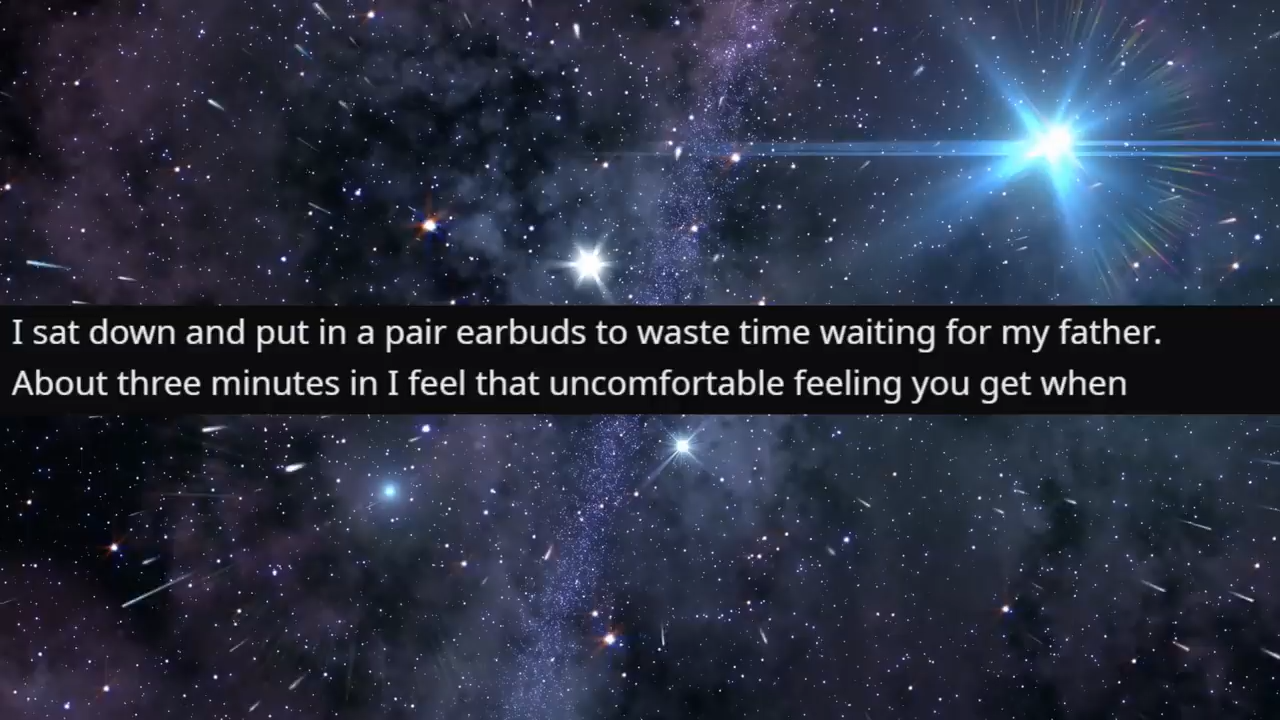 I sat down and put in a pair earbuds to waste time waiting for my father.
About three minutes in I feel that uncomfortable feeling you get when